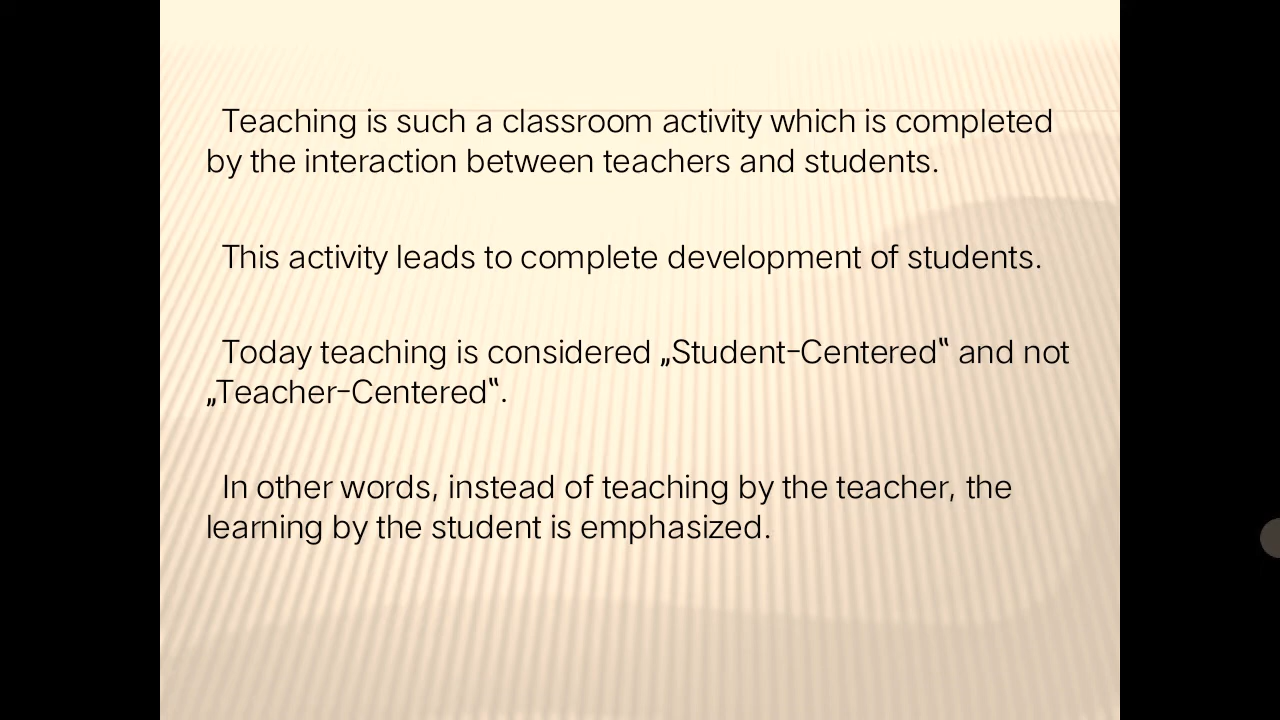 Teaching is such a classroom activity which is completed
by the interaction between teachers and students.
This activity leads to complete development of students.
Today teaching is considered „Student-Centered‟ and not
„Teacher-Centered‟.
In other words, instead of teaching by the teacher, the
learning by the student is emphasized.